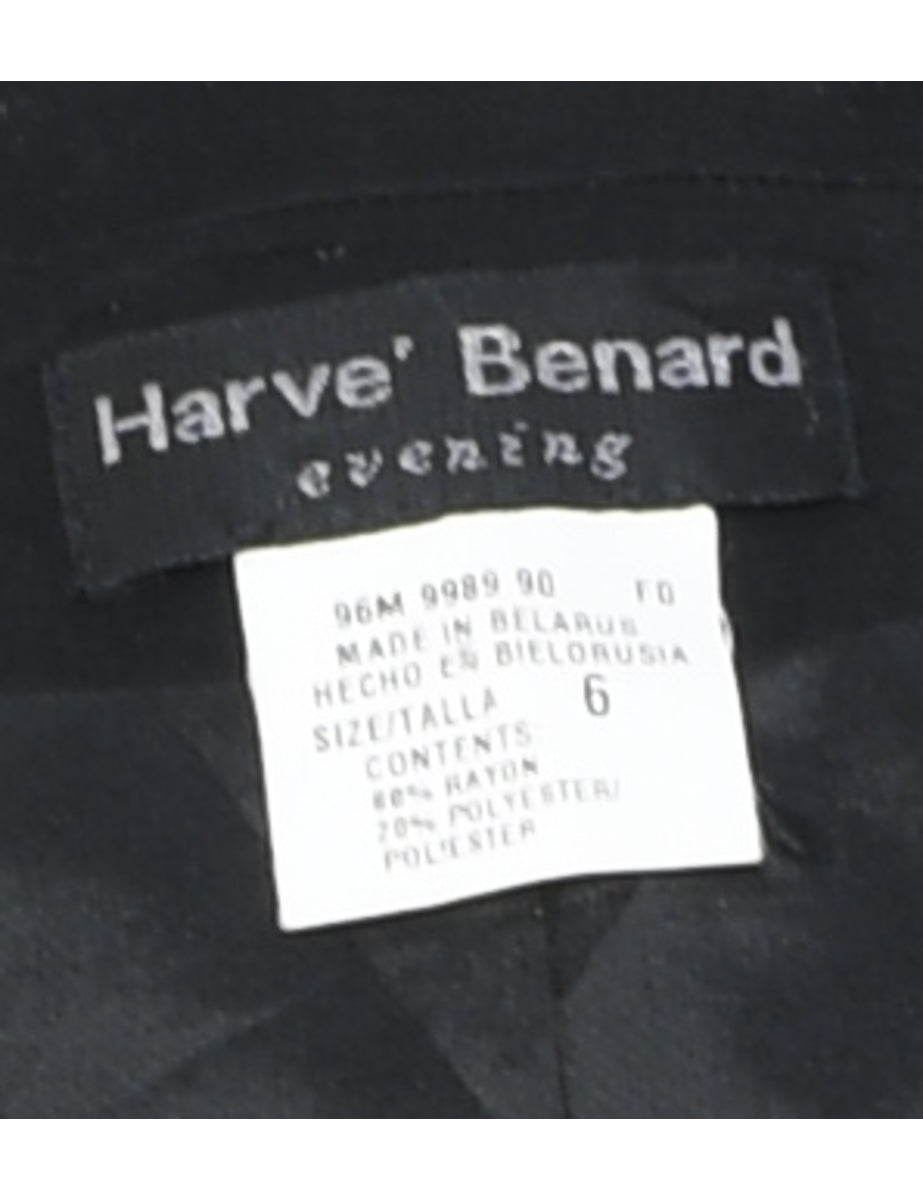 Harve' Benard
evening
96M 9989 90 FD
MADE IN BELARUS
HECHO EN BIELORUSIA
SIZE/TALLA 6
CONTENTS
80% RAYON
20% POLYESTER/
POLYESTER